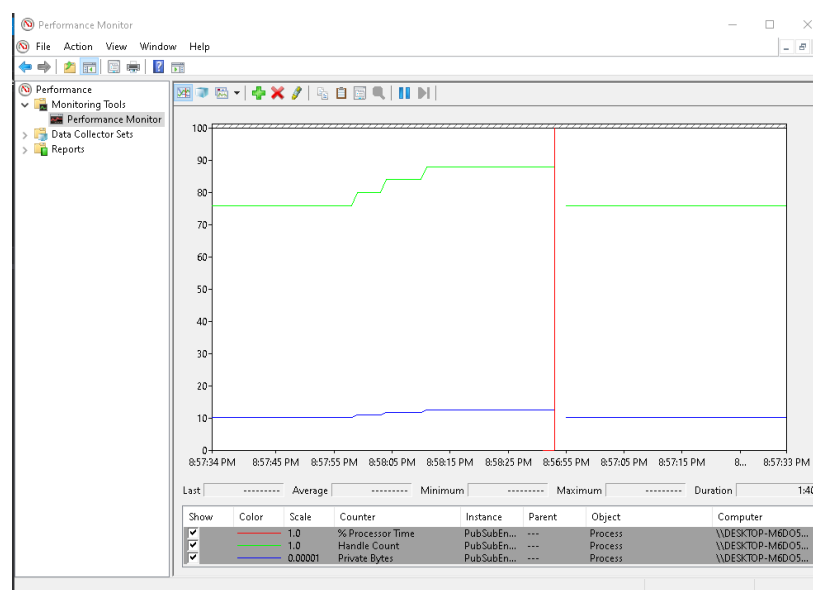 Performance Monitor
File Action View Window Help
Performance
Monitoring Tools
Performance Monitor
Data Collector Sets
Reports
100
90
80
70
60
50
40
30
20
10
0
8:57:34 PM 8:57:45 PM 8:57:55 PM 8:58:05 PM 8:58:15 PM 8:58:25 PM 8:56:55 PM 8:57:05 PM 8:57:15 PM 8... 8:57:33 PM
Last --------- Average --------- Minimum --------- Maximum --------- Duration 1:40
Show Color Scale Counter Instance Parent Object Computer
1.0 % Processor Time PubSubEn... --- Process \\DESKTOP-M6DO5...
1.0 Handle Count PubSubEn... --- Process \\DESKTOP-M6DO5...
0.00001 Private Bytes PubSubEn... --- Process \\DESKTOP-M6DO5...